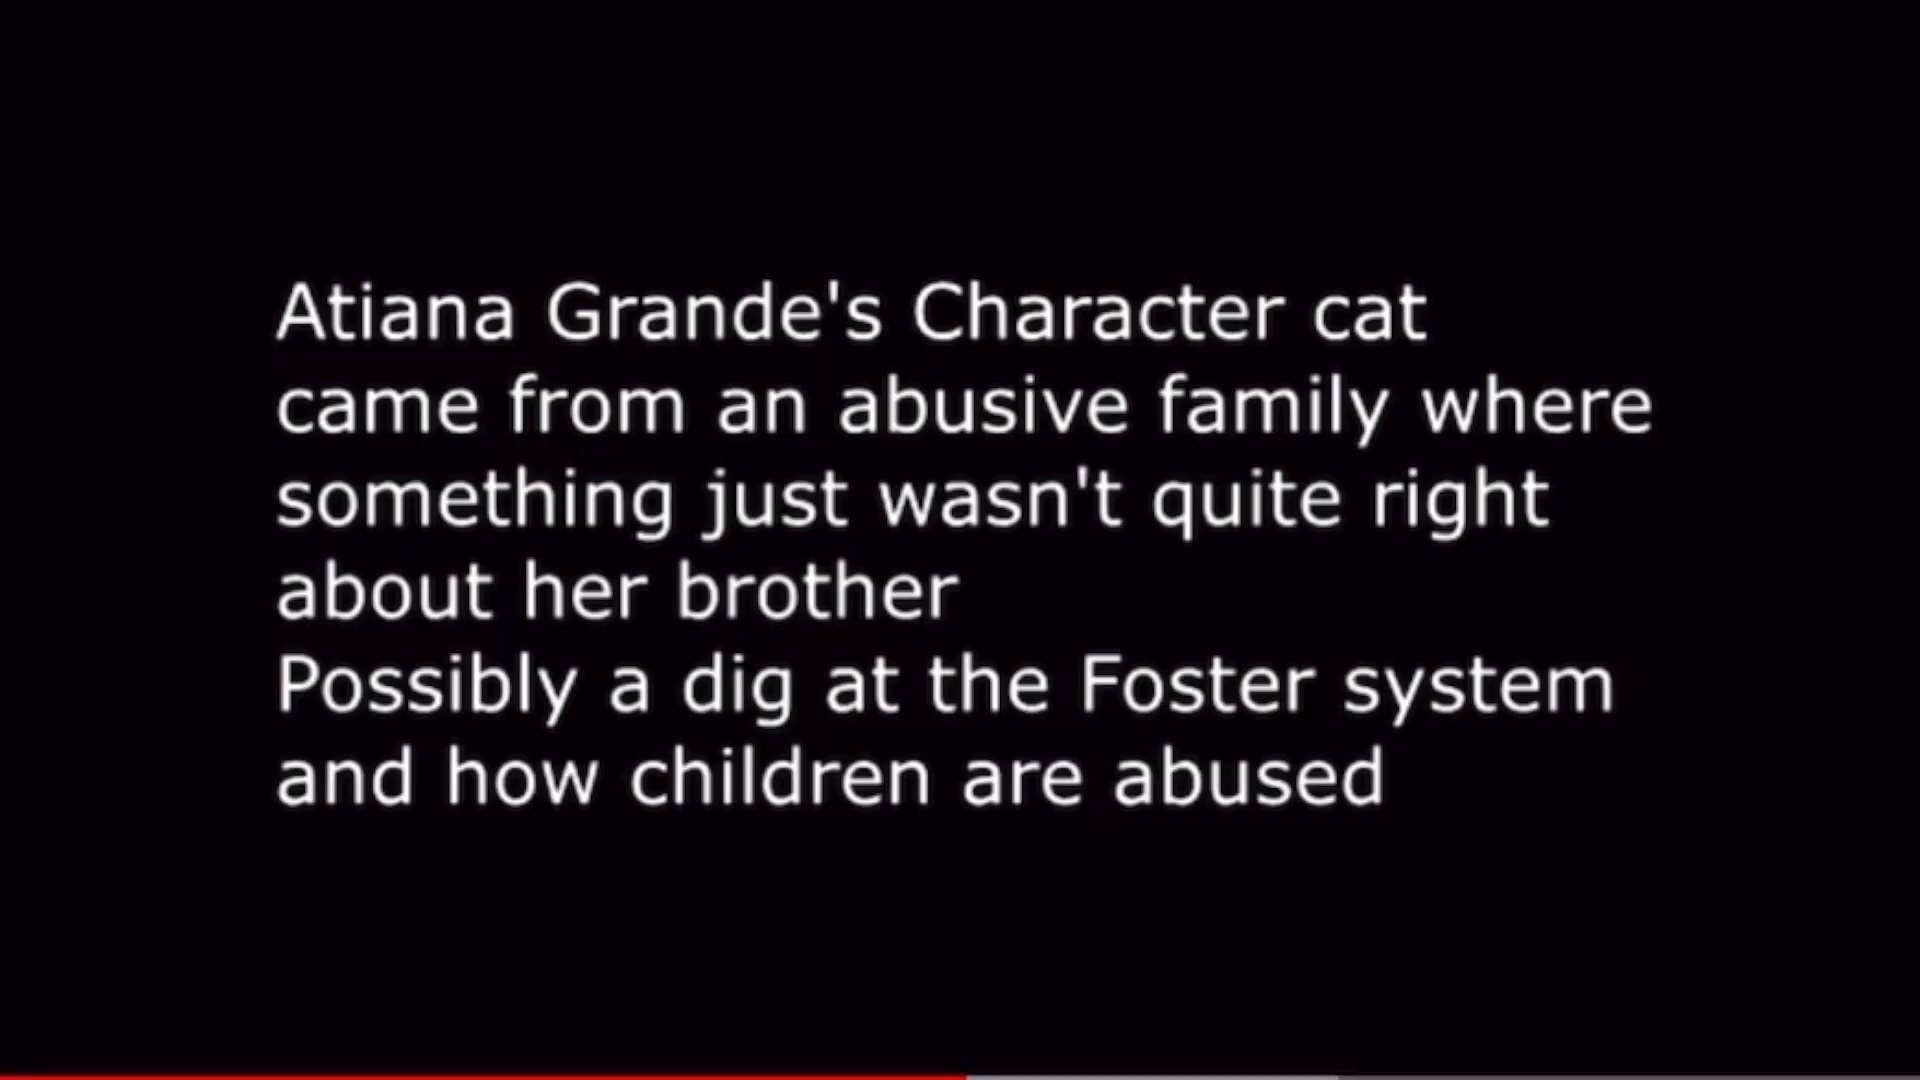 Atiana Grande's Character cat
came from an abusive family where
something just wasn't quite right
about her brother
Possibly a dig at the Foster system
and how children are abused